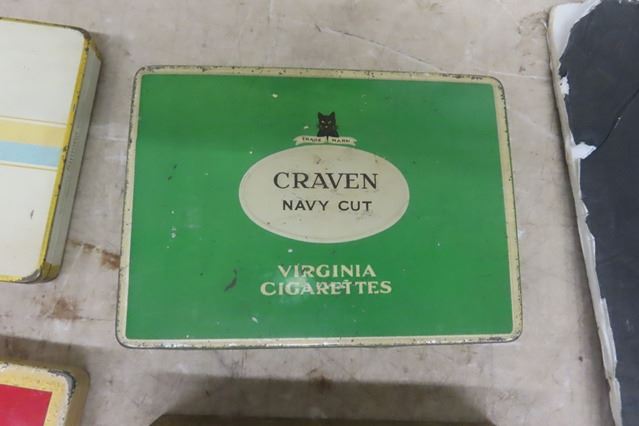 TRADE MARK
CRAVEN
NAVY CUT
VIRGINIA
CIGARETTES